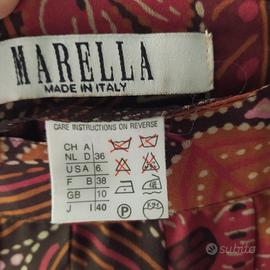 MARELLA
MADE IN ITALY
CARE INSTRUCTIONS ON REVERSE
CH A
NL D 36
USA 6.
F B 38
GB 10
J I 40
P
subito